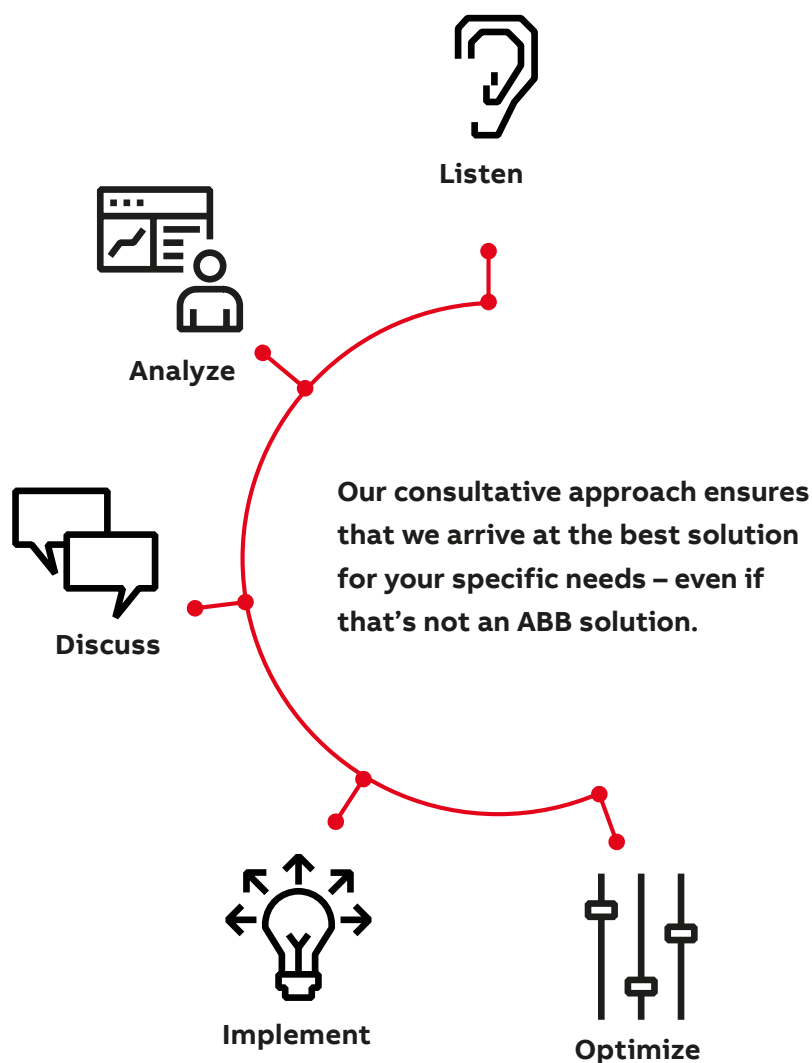 Listen
Analyze
Our consultative approach ensures
that we arrive at the best solution
for your specific needs – even if
that’s not an ABB solution.
Discuss
Implement
Optimize